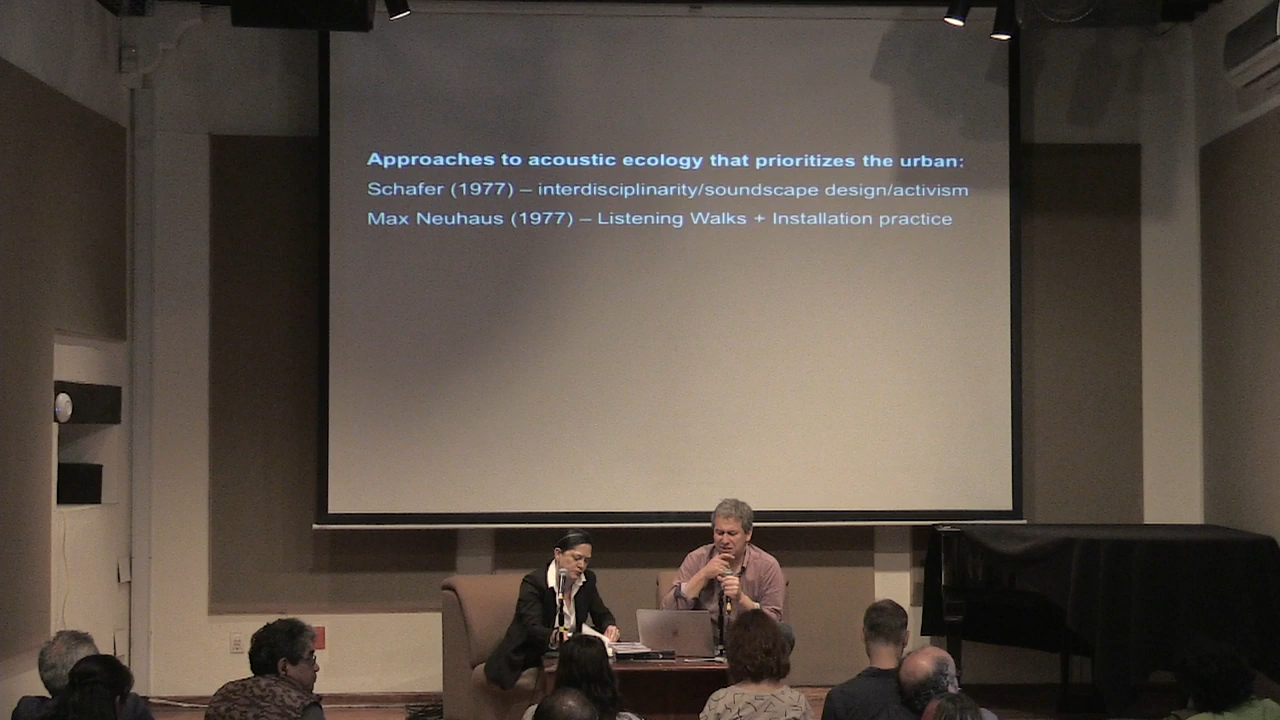 Approaches to acoustic ecology that prioritizes the urban:
Schafer (1977) – interdisciplinarity/soundscape design/activism
Max Neuhaus (1977) – Listening Walks + Installation practice